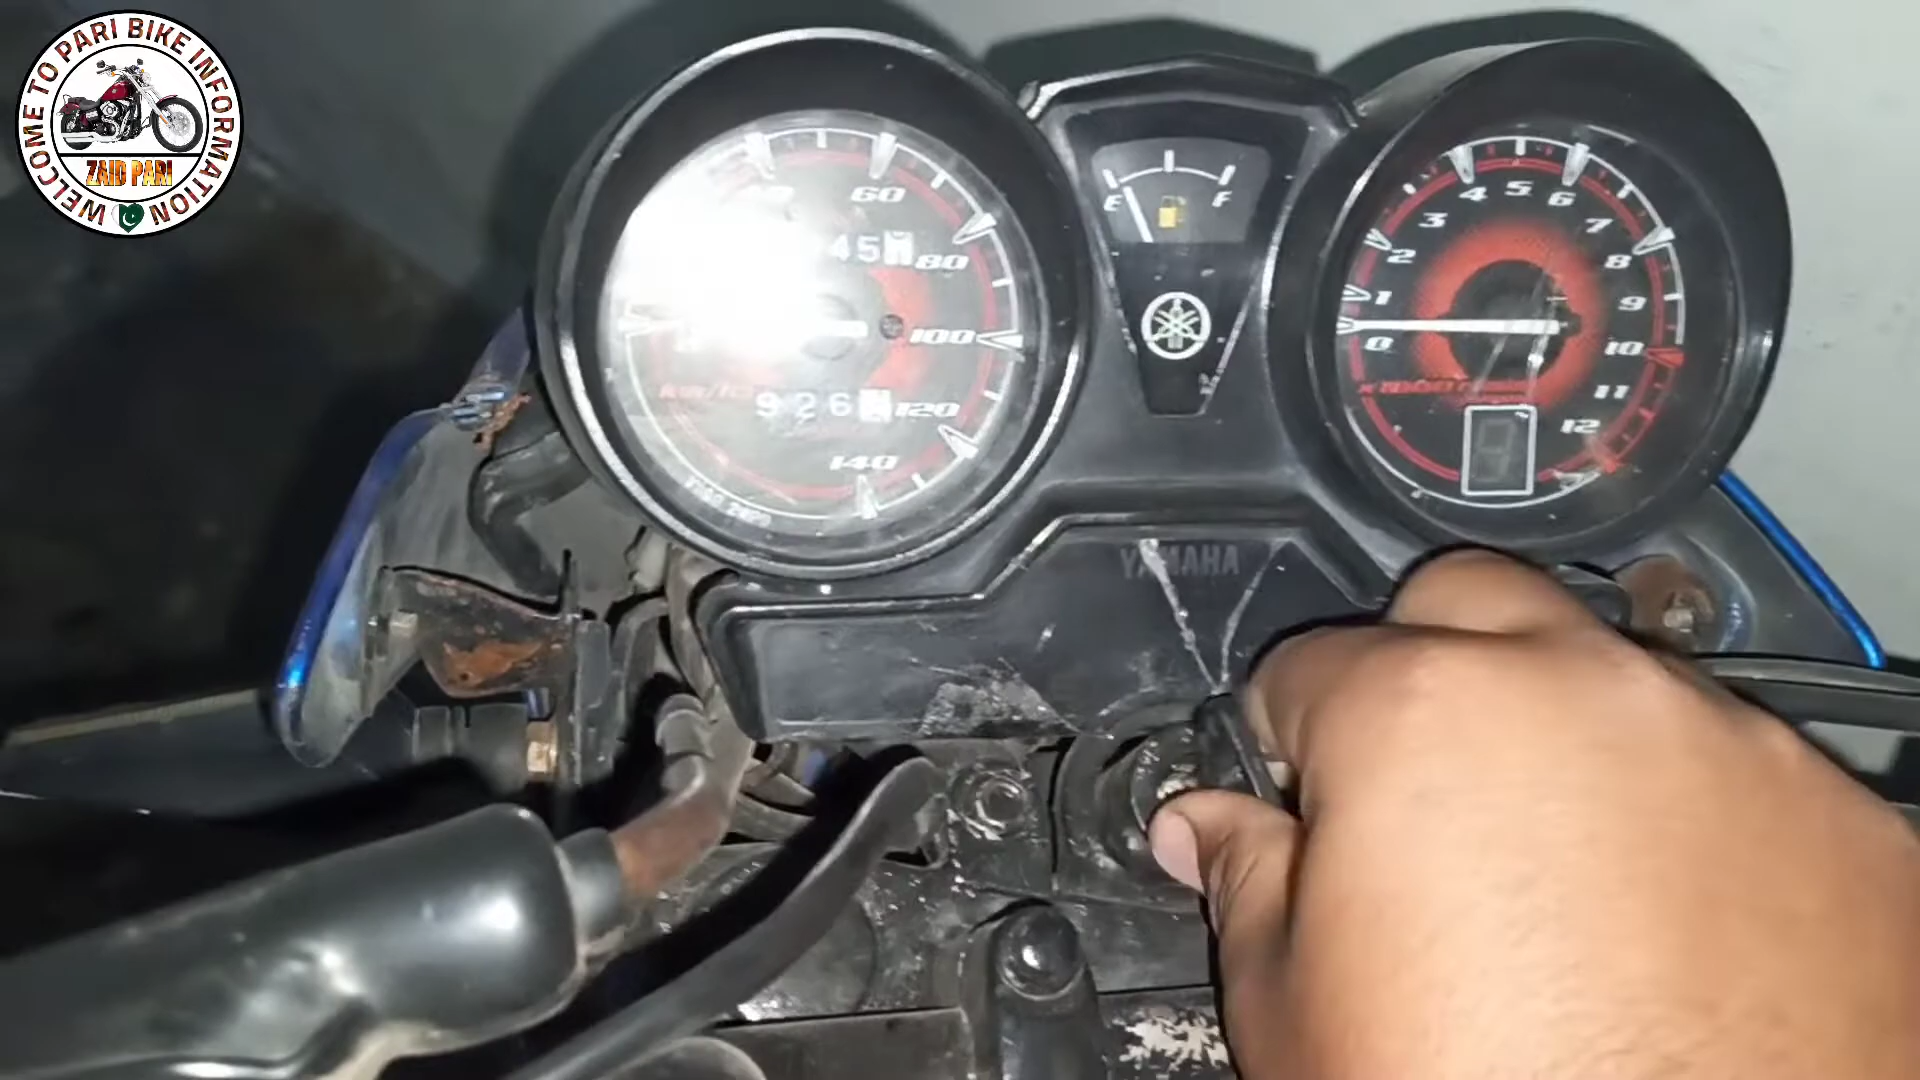 WELCOME TO PARI BIKE INFORMATION
ZAID PARI
60
45
80
100
km/h
926
120
140
E F
0 1 2 3 4 5 6 7 8 9 10 11 12
YAMAHA